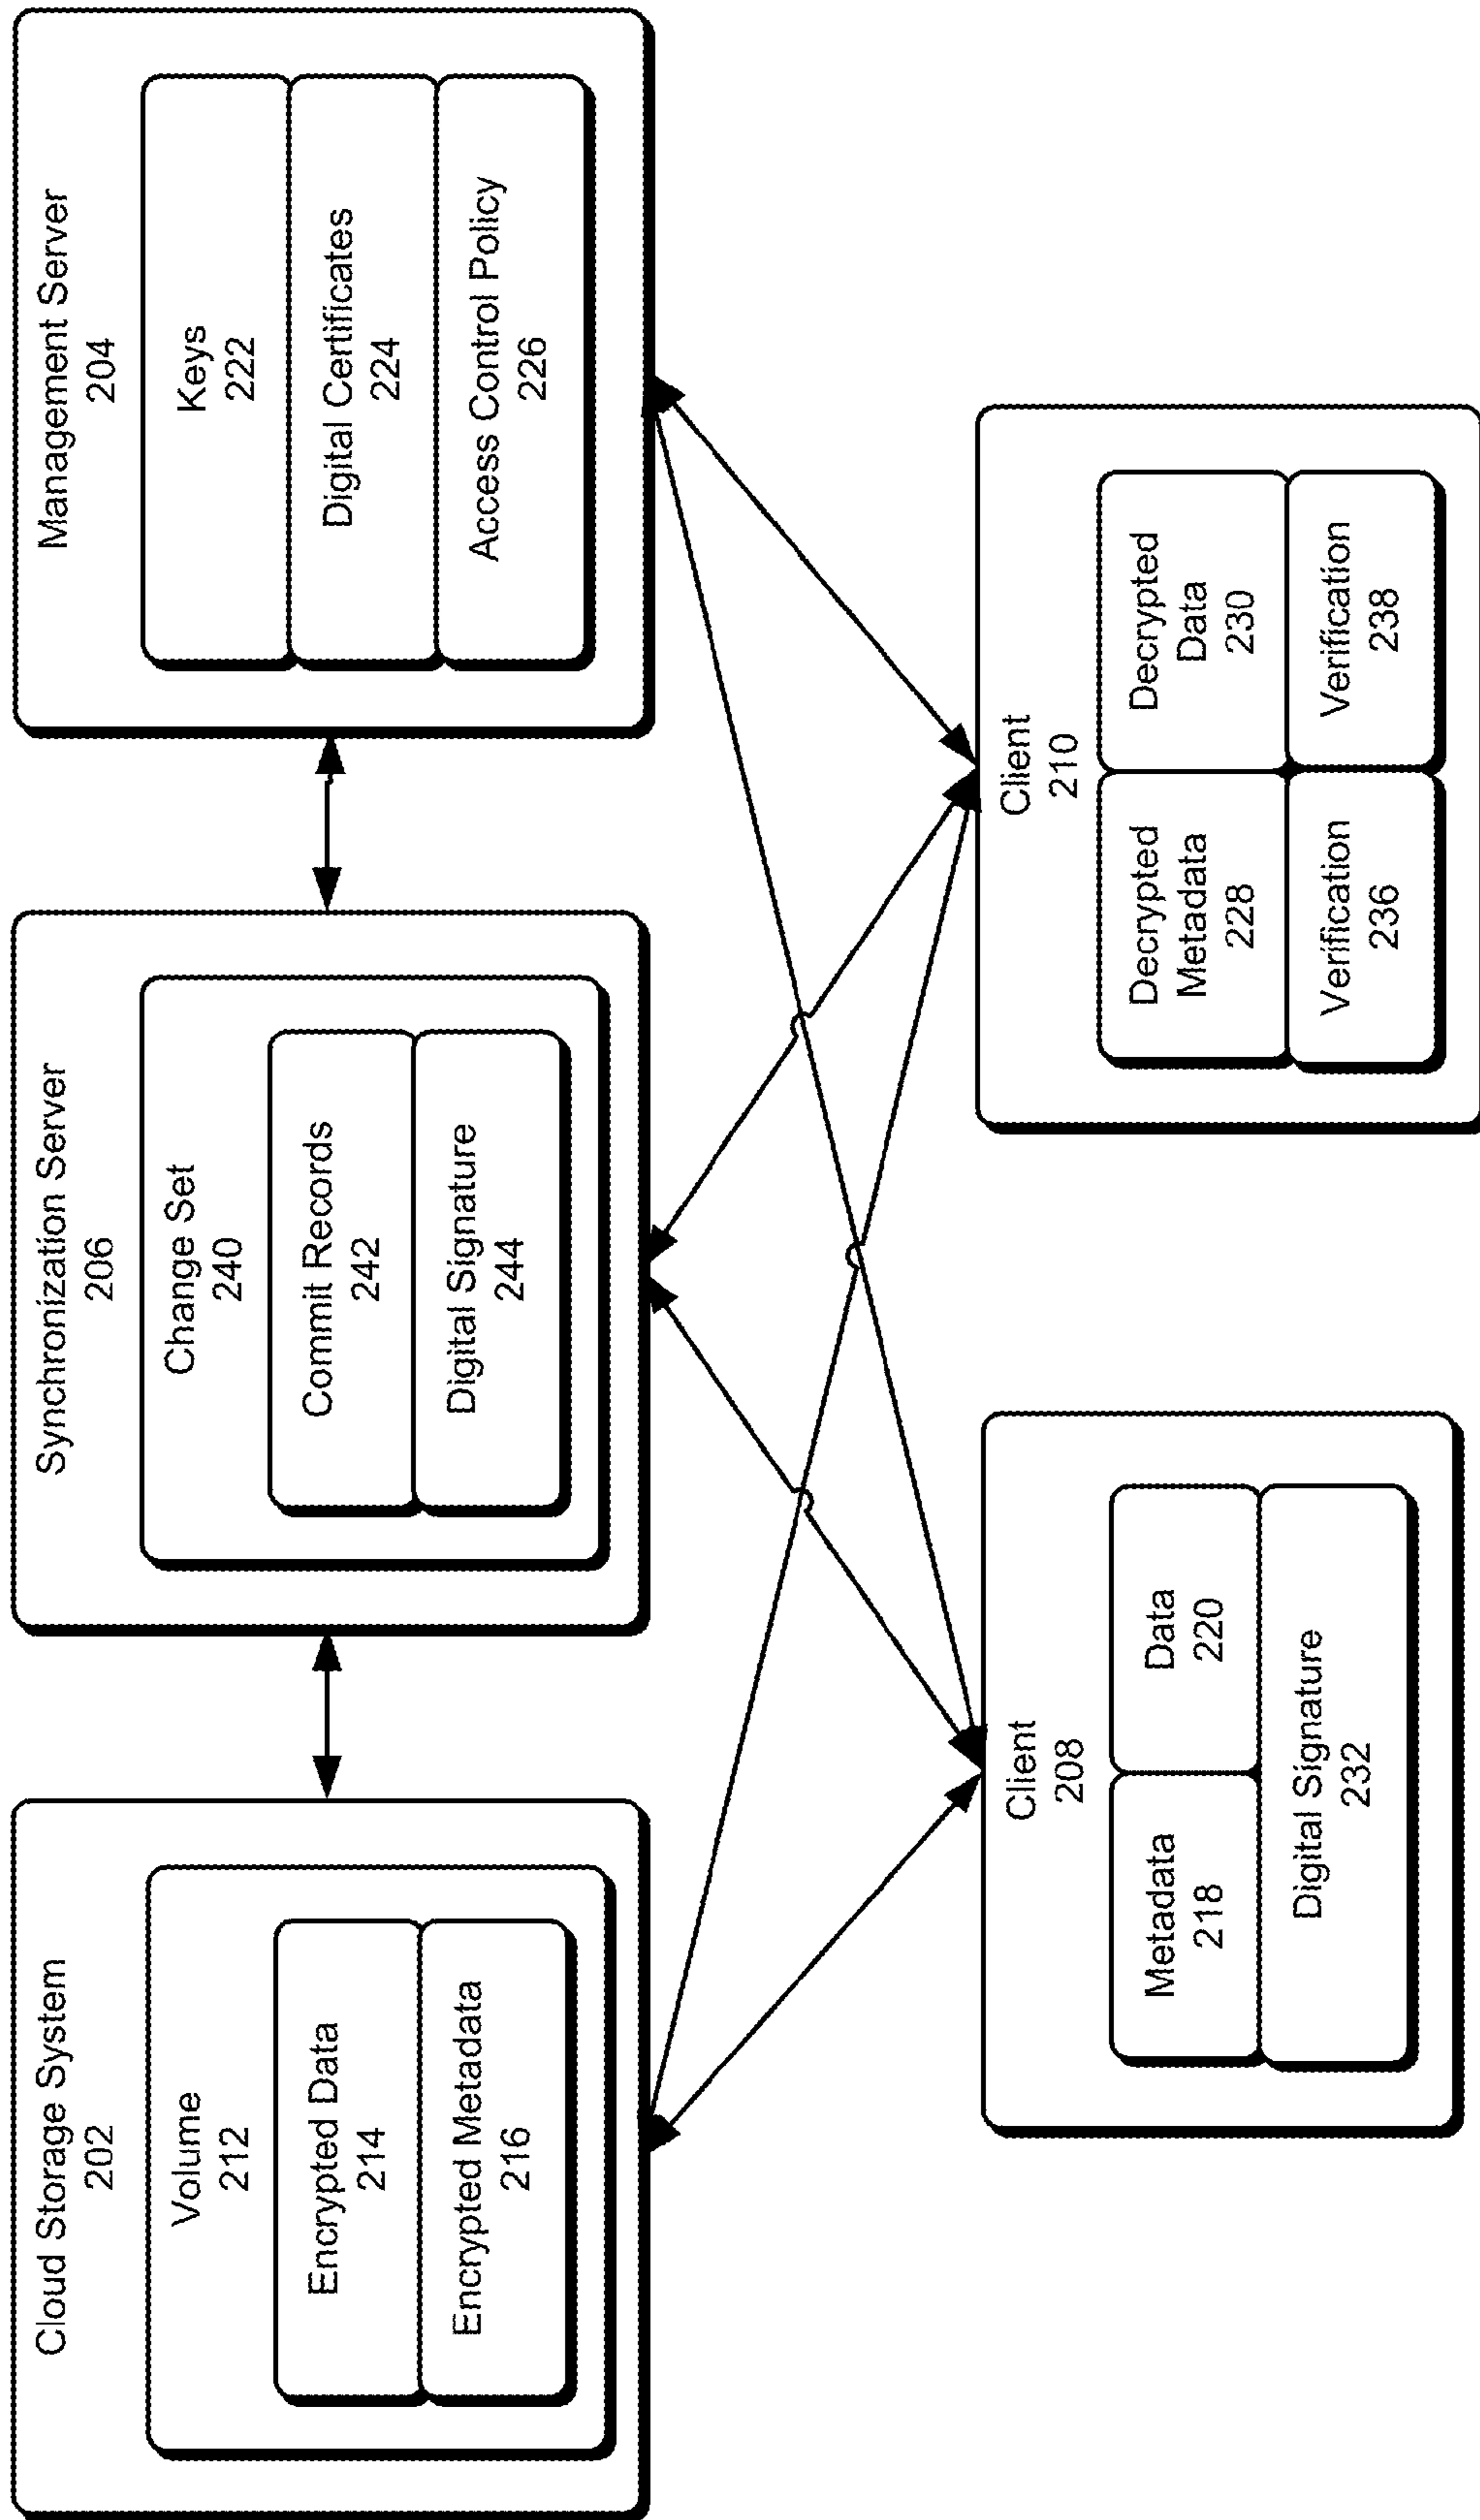 Cloud Storage System
202
Volume
212
Encrypted Data
214
Encrypted Metadata
216
Synchronization Server
206
Change Set
240
Commit Records
242
Digital Signature
244
Management Server
204
Keys
222
Digital Certificates
224
Access Control Policy
226
Client
208
Metadata
218
Data
220
Digital Signature
232
Client
210
Decrypted
Metadata
228
Decrypted
Data
230
Verification
236
Verification
238